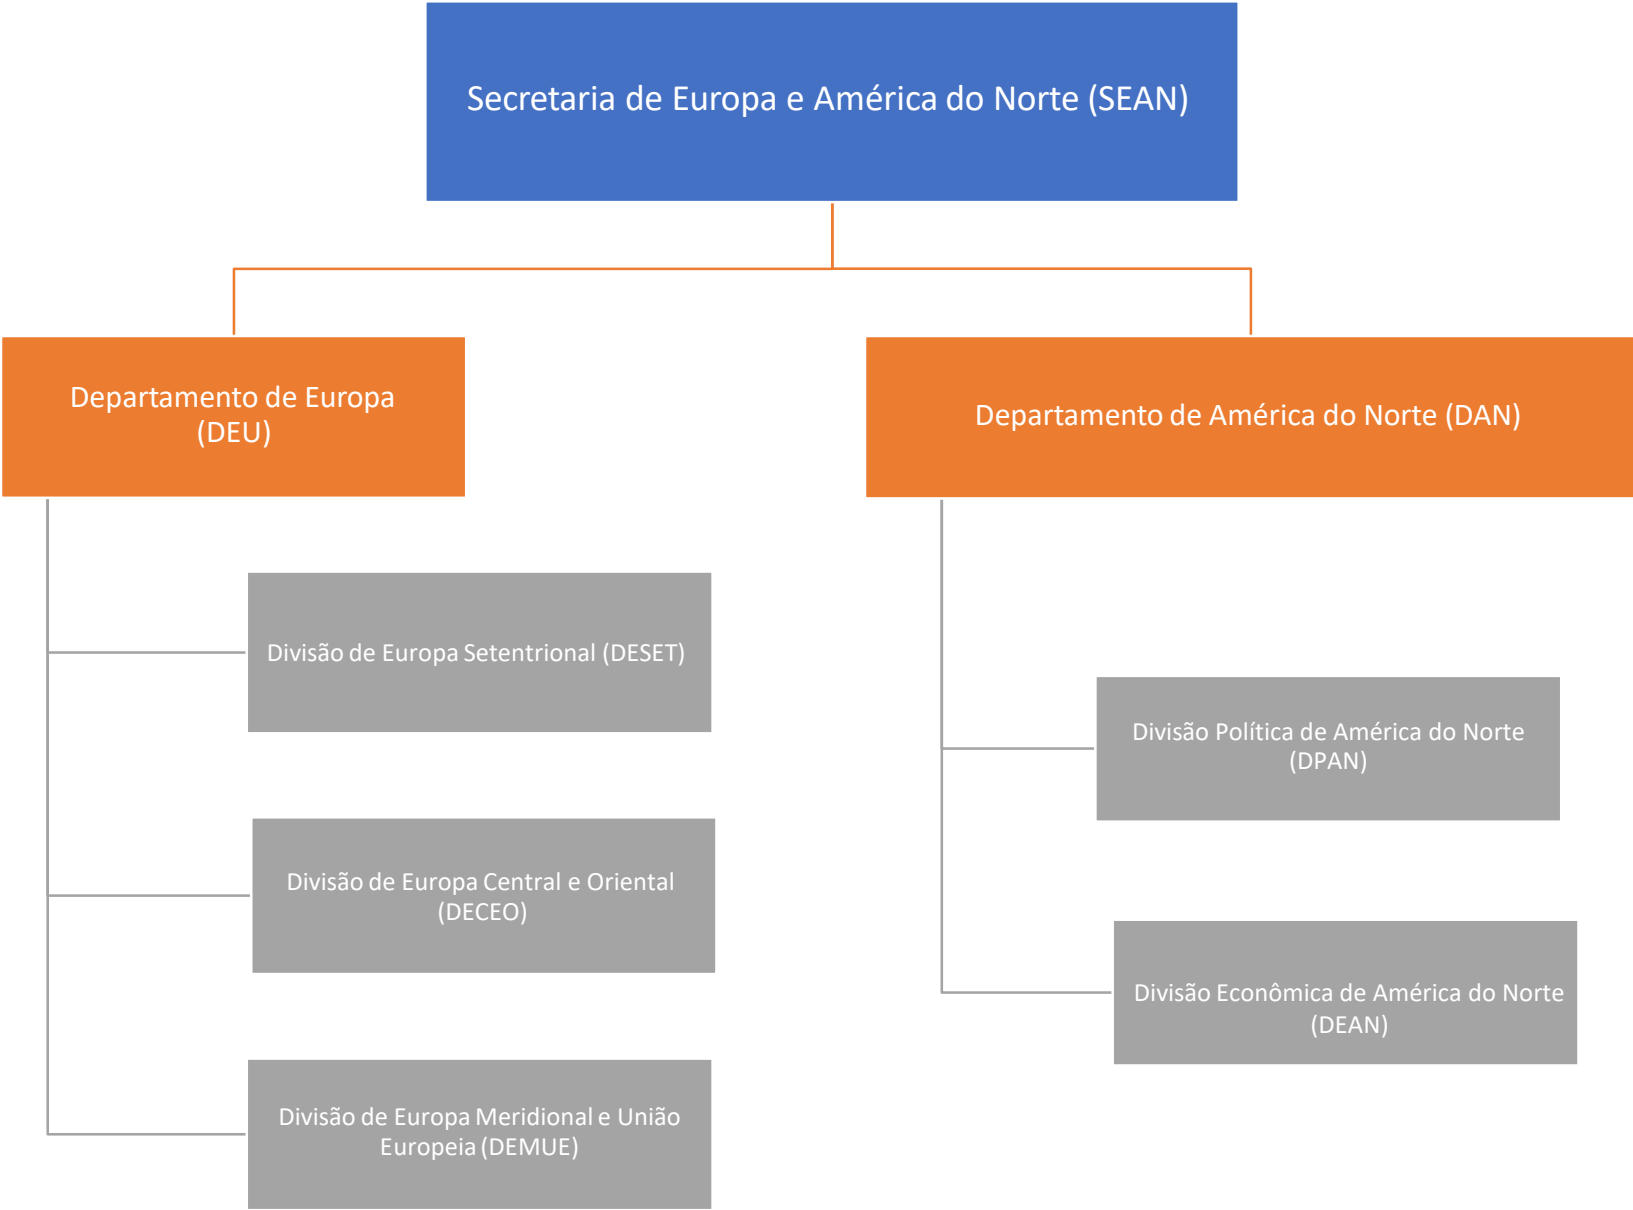 Secretaria de Europa e América do Norte (SEAN)
Departamento de Europa
(DEU)
Departamento de América do Norte (DAN)
Divisão de Europa Setentrional (DESET)
Divisão Política de América do Norte
(DPAN)
Divisão de Europa Central e Oriental
(DECEO)
Divisão Econômica de América do Norte
(DEAN)
Divisão de Europa Meridional e União
Europeia (DEMUE)